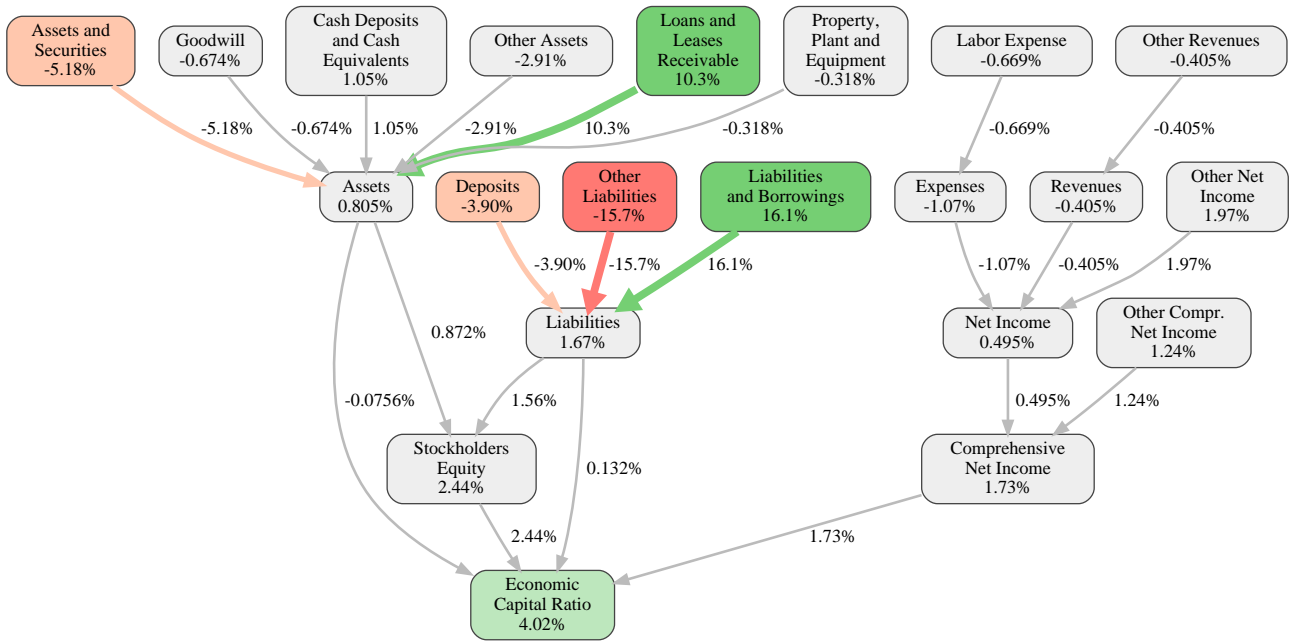 Assets and
Securities
-5.18%
Goodwill
-0.674%
Cash Deposits
and Cash
Equivalents
1.05%
Other Assets
-2.91%
Loans and
Leases
Receivable
10.3%
Property,
Plant and
Equipment
-0.318%
Labor Expense
-0.669%
Other Revenues
-0.405%
-5.18%
-0.674%
1.05%
-2.91%
10.3%
-0.318%
-0.669%
-0.405%
Assets
0.805%
Deposits
-3.90%
Other
Liabilities
-15.7%
Liabilities
and Borrowings
16.1%
Expenses
-1.07%
Revenues
-0.405%
Other Net
Income
1.97%
-3.90%
-15.7%
16.1%
-1.07%
-0.405%
1.97%
0.872%
Liabilities
1.67%
Net Income
0.495%
Other Compr.
Net Income
1.24%
-0.0756%
1.56%
0.495%
1.24%
Stockholders
Equity
2.44%
0.132%
Comprehensive
Net Income
1.73%
2.44%
1.73%
Economic
Capital Ratio
4.02%